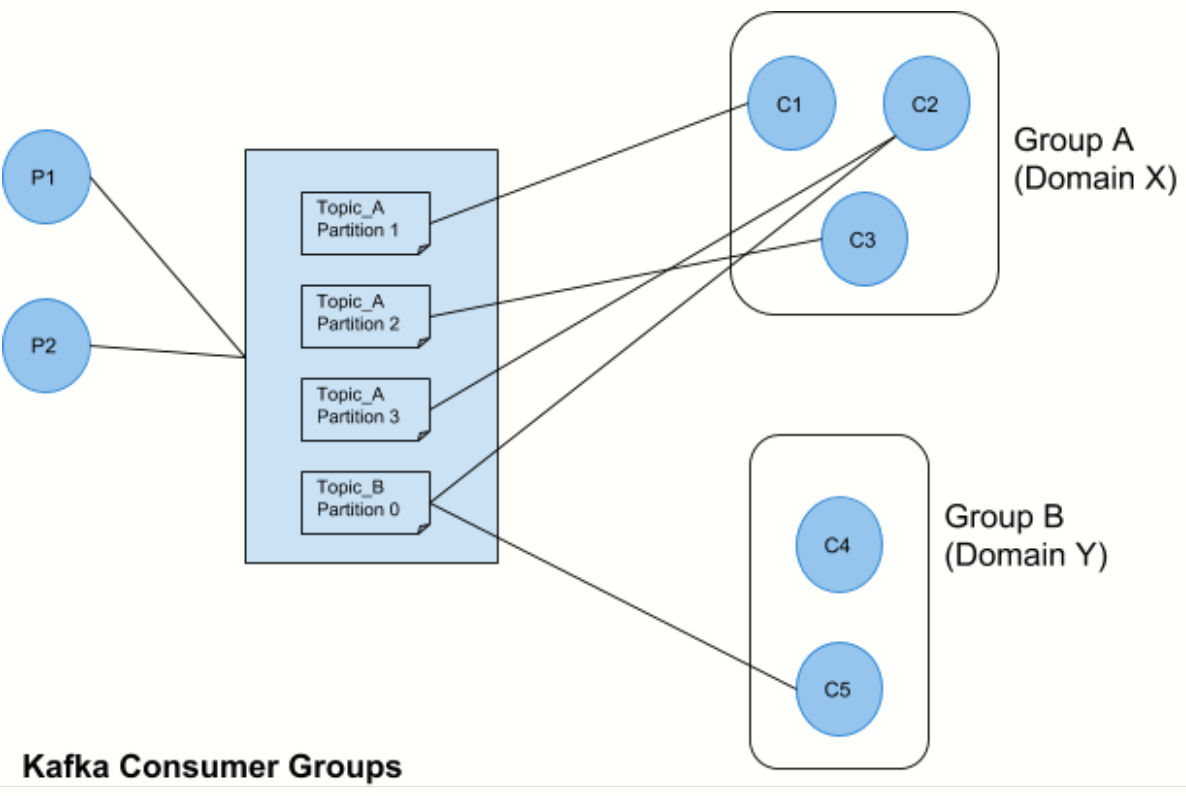 P1
P2
Topic_A
Partition 1
Topic_A
Partition 2
Topic_A
Partition 3
Topic_B
Partition 0
C1
C2
C3
Group A
(Domain X)
C4
C5
Group B
(Domain Y)
Kafka Consumer Groups